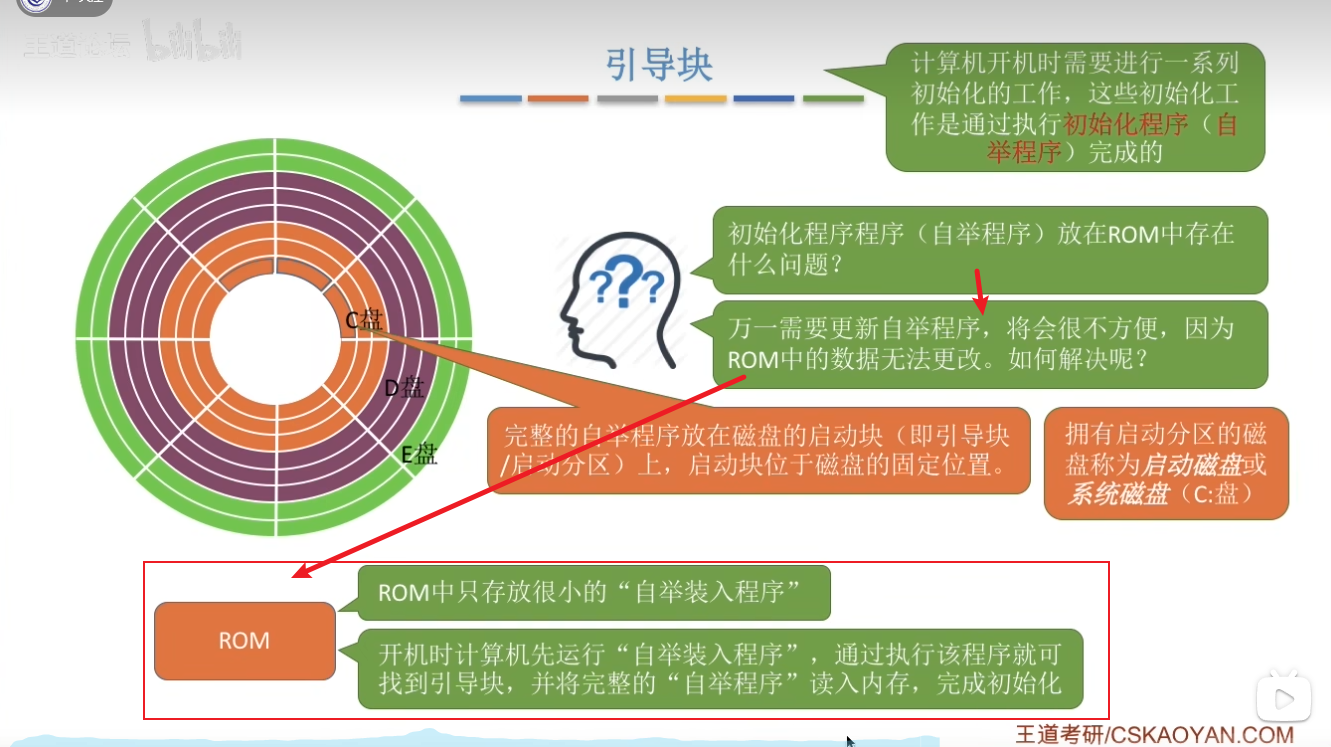 王道论坛 bilibili
引导块
计算机开机时需要进行一系列
初始化的工作，这些初始化工
作是通过执行初始化程序（自
举程序）完成的
初始化程序程序（自举程序）放在ROM中存在
什么问题？
???
万一需要更新自举程序，将会很不方便，因为
ROM中的数据无法更改。如何解决呢？
C盘
D盘
E盘
完整的自举程序放在磁盘的启动块（即引导块
/启动分区）上，启动块位于磁盘的固定位置。
拥有启动分区的磁
盘称为启动磁盘或
系统磁盘（C:盘）
ROM
ROM中只存放很小的“自举装入程序”
开机时计算机先运行“自举装入程序”，通过执行该程序就可
找到引导块，并将完整的“自举程序”读入内存，完成初始化
王道考研/CSKAOYAN.COM